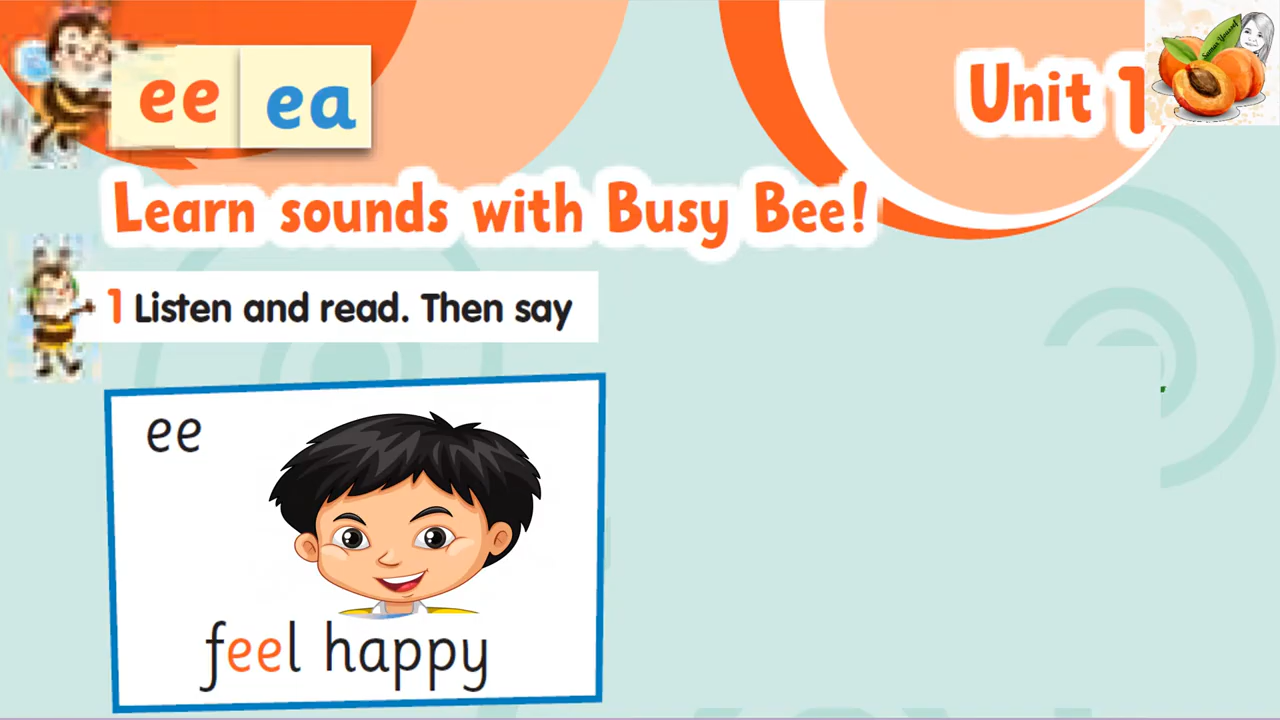 ee ea
Unit 1
Learn sounds with Busy Bee!
1 Listen and read. Then say
ee
feel happy